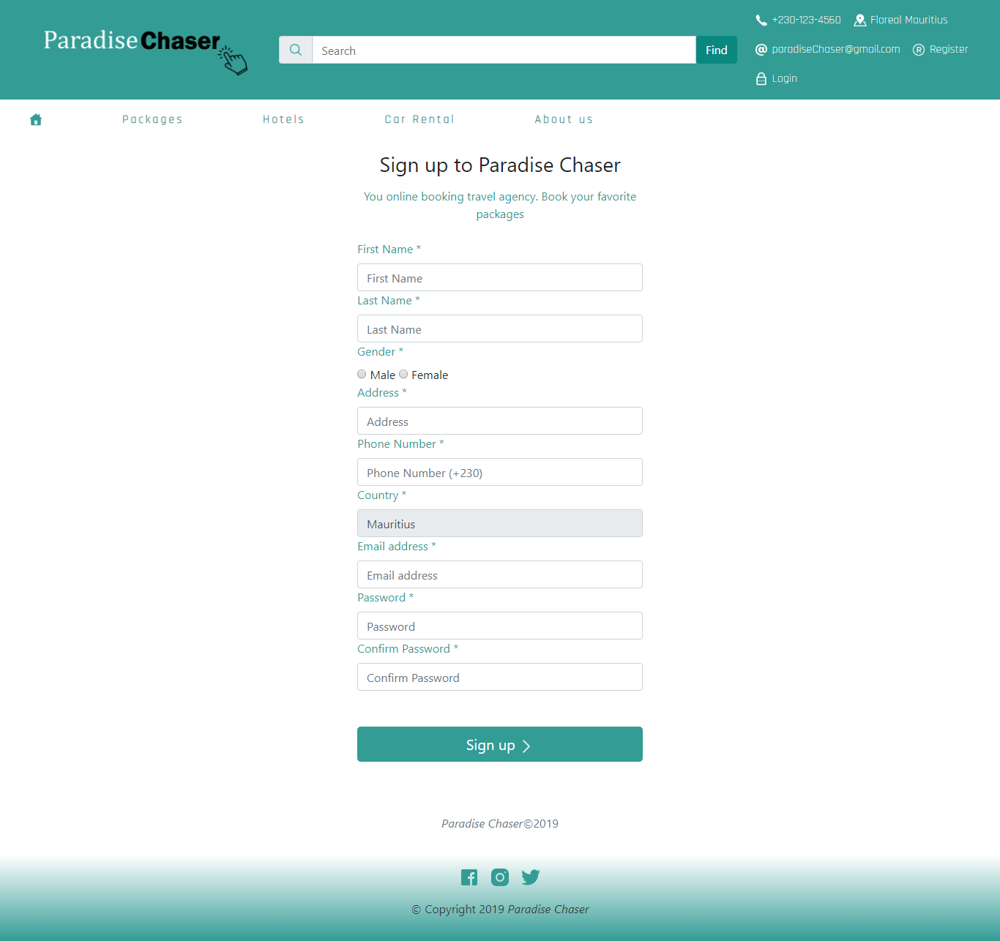 Paradise Chaser
Search
Find
+230-123-4560 Floreal Mauritius
paradiseChaser@gmail.com ® Register
Login
Packages Hotels Car Rental About us
Sign up to Paradise Chaser
You online booking travel agency. Book your favorite
packages
First Name *
First Name
Last Name *
Last Name
Gender *
Male Female
Address *
Address
Phone Number *
Phone Number (+230)
Country *
Mauritius
Email address *
Email address
Password *
Password
Confirm Password *
Confirm Password
Sign up
Paradise Chaser©2019
© Copyright 2019 Paradise Chaser